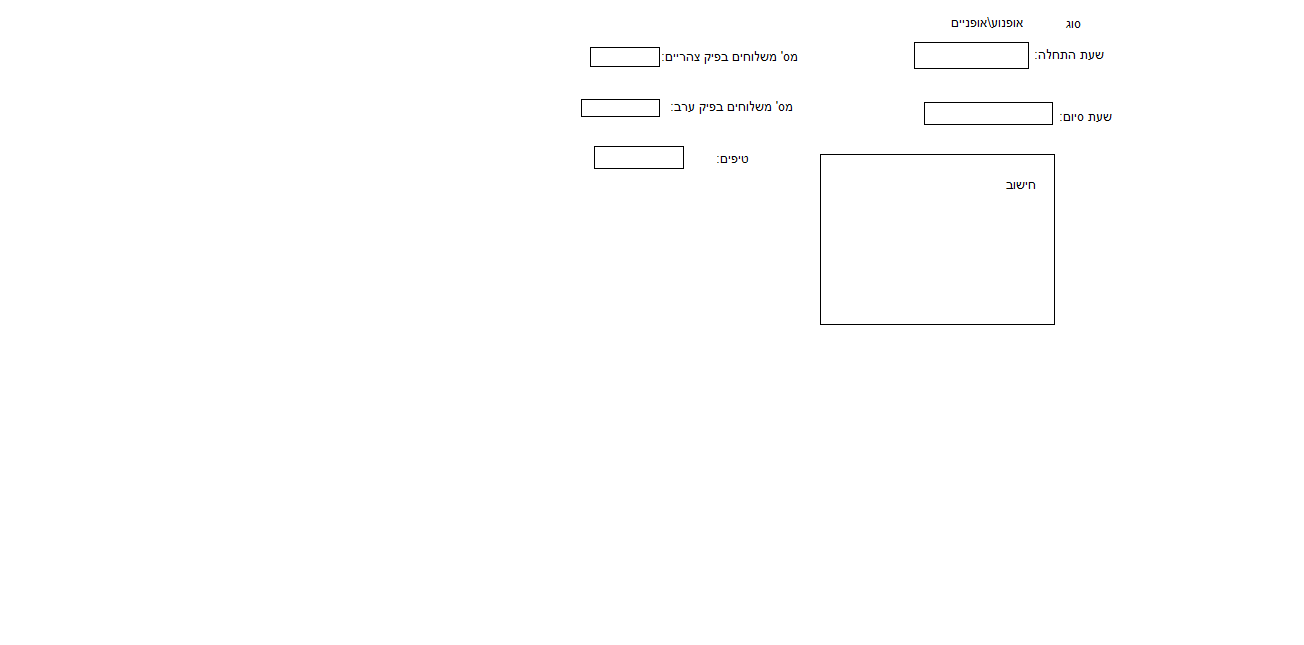 סוג אופנוע\אופניים
שעת התחלה:
מס' משלוחים בפיק צהריים:
שעת סיום:
מס' משלוחים בפיק ערב:
טיפים:
חישוב